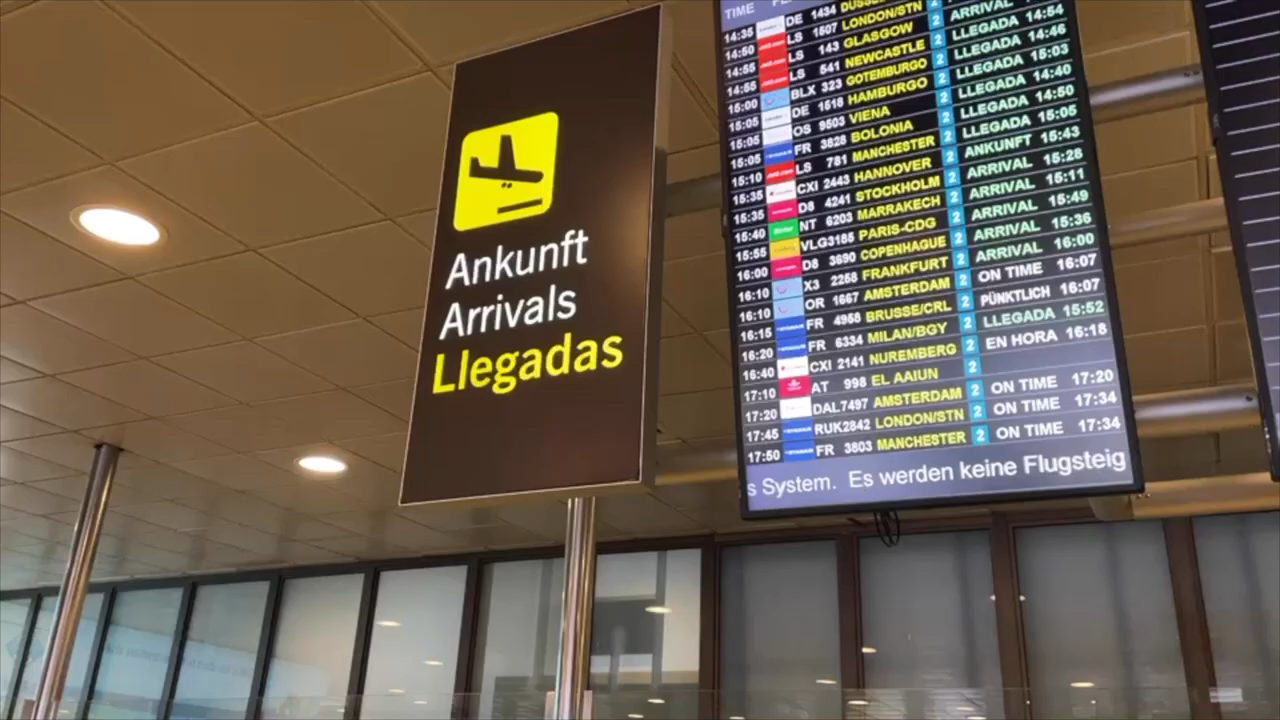 Ankunft
Arrivals
Llegadas
TIME
14:35 DE 1434
14:50 LS 1507 LONDON/STN 2
14:55 LS 143 GLASGOW 2 ARRIVAL
14:55 LS 541 NEWCASTLE 2 LLEGADA 14:54
15:00 BLX 323 GOTEMBURGO 2 LLEGADA 14:46
15:05 DE 1518 HAMBURGO 2 LLEGADA 15:03
15:05 OS 9503 VIENA 2 LLEGADA 14:40
15:05 FR 3828 BOLONIA 2 LLEGADA 14:50
15:10 LS 781 MANCHESTER 2 LLEGADA 15:05
15:35 CXI 2443 HANNOVER 2 ANKUNFT 15:43
15:35 D8 4241 STOCKHOLM 2 ARRIVAL 15:28
15:40 NT 6203 MARRAKECH 2 ARRIVAL 15:11
15:55 VLG3185 PARIS-CDG 2 ARRIVAL 15:49
16:00 D8 3690 COPENHAGUE 2 ARRIVAL 15:36
16:10 X3 2258 FRANKFURT 2 ARRIVAL 16:00
16:10 OR 1667 AMSTERDAM 2 ON TIME 16:07
16:15 FR 4958 BRUSSE/CRL 2 PÜNKTLICH 16:07
16:20 FR 6334 MILAN/BGY 2 LLEGADA 15:52
16:40 CXI 2141 NUREMBERG 2 EN HORA 16:18
17:10 AT 998 EL AAIUN 2
17:20 DAL7497 AMSTERDAM 2 ON TIME 17:20
17:45 RUK2842 LONDON/STN 2 ON TIME 17:34
17:50 FR 3803 MANCHESTER 2 ON TIME 17:34
s System. Es werden keine Flugsteig